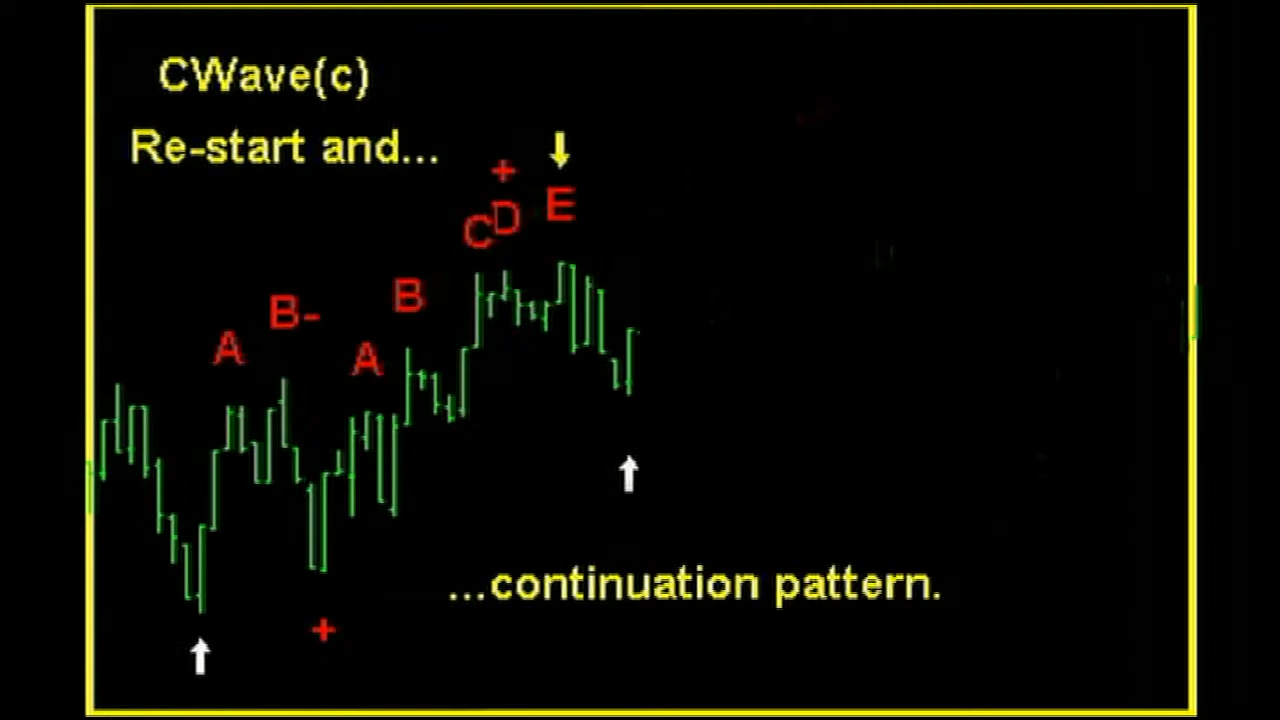 CWave(c)
Re-start and...
+
C D E
A B- A B
...continuation pattern.
+